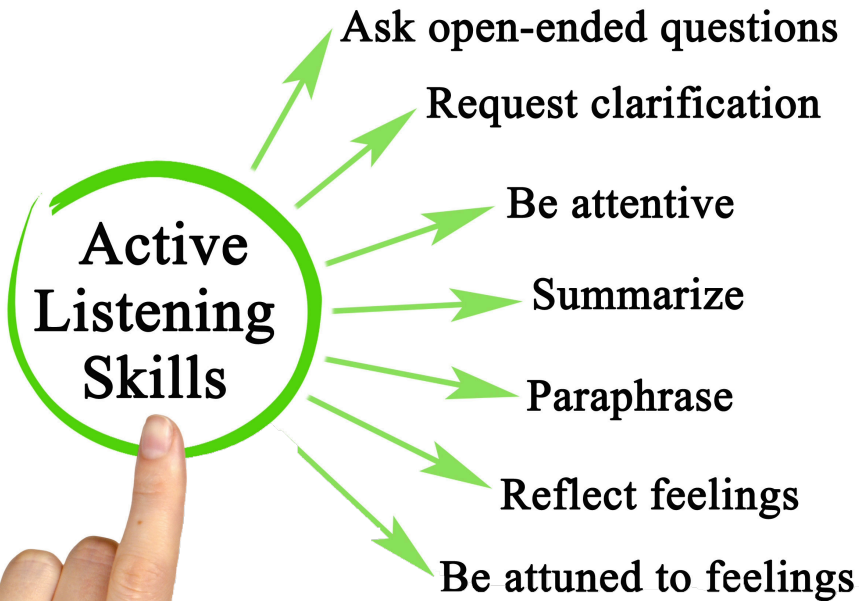 Ask open-ended questions
Request clarification
Be attentive
Active
Listening
Skills
Summarize
Paraphrase
Reflect feelings
Be attuned to feelings